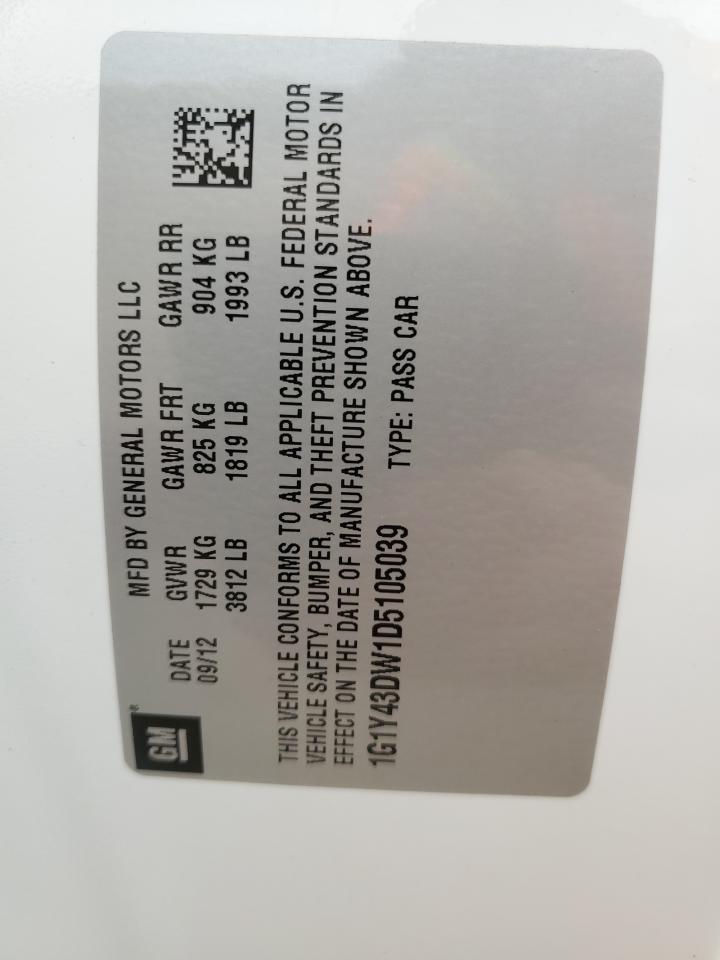 GM®
MFD BY GENERAL MOTORS LLC
DATE GVWR GAWR FRT GAWR RR
09/12 1729 KG 825 KG 904 KG
3812 LB 1819 LB 1993 LB
THIS VEHICLE CONFORMS TO ALL APPLICABLE U.S. FEDERAL MOTOR
VEHICLE SAFETY, BUMPER, AND THEFT PREVENTION STANDARDS IN
EFFECT ON THE DATE OF MANUFACTURE SHOWN ABOVE.
1G1Y43DW1D5105039 TYPE: PASS CAR